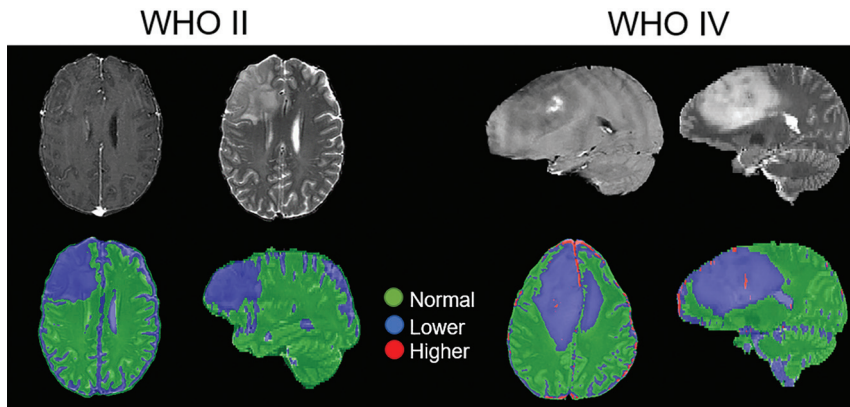 WHO II
WHO IV
Normal
Lower
Higher